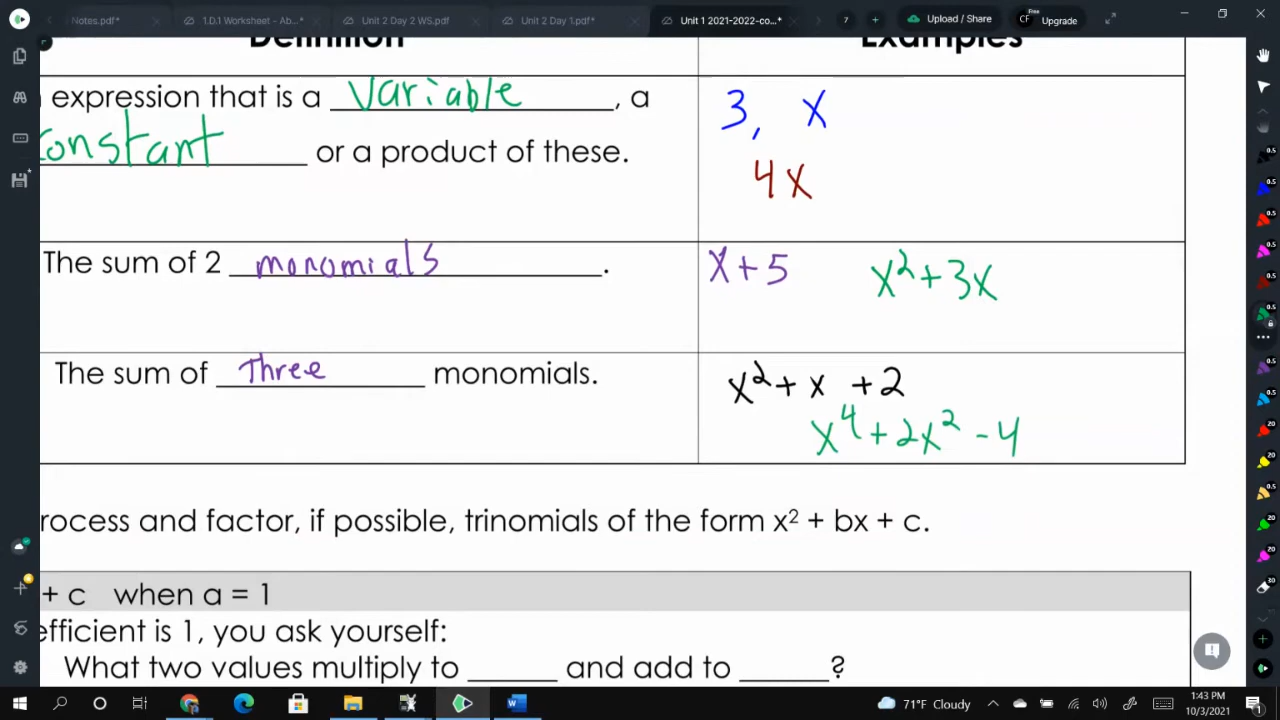 Notes.pdf*
1.D.1 Worksheet - Ab...*
Unit 2 Day 2 WS.pdf
Unit 2 Day 1.pdf*
Unit 1 2021-2022-co...*
7
Upload / Share
CF
Upgrade
Definition
Examples
expression that is a variable, a
3, x
constant or a product of these.
4x
The sum of 2 monomials.
x+5 x²+3x
The sum of Three monomials.
x²+x+2
x⁴+2x²-4
rocess and factor, if possible, trinomials of the form x² + bx + c.
+ c when a = 1
efficient is 1, you ask yourself:
What two values multiply to ______ and add to ______?
71°F Cloudy
1:43 PM
10/3/2021